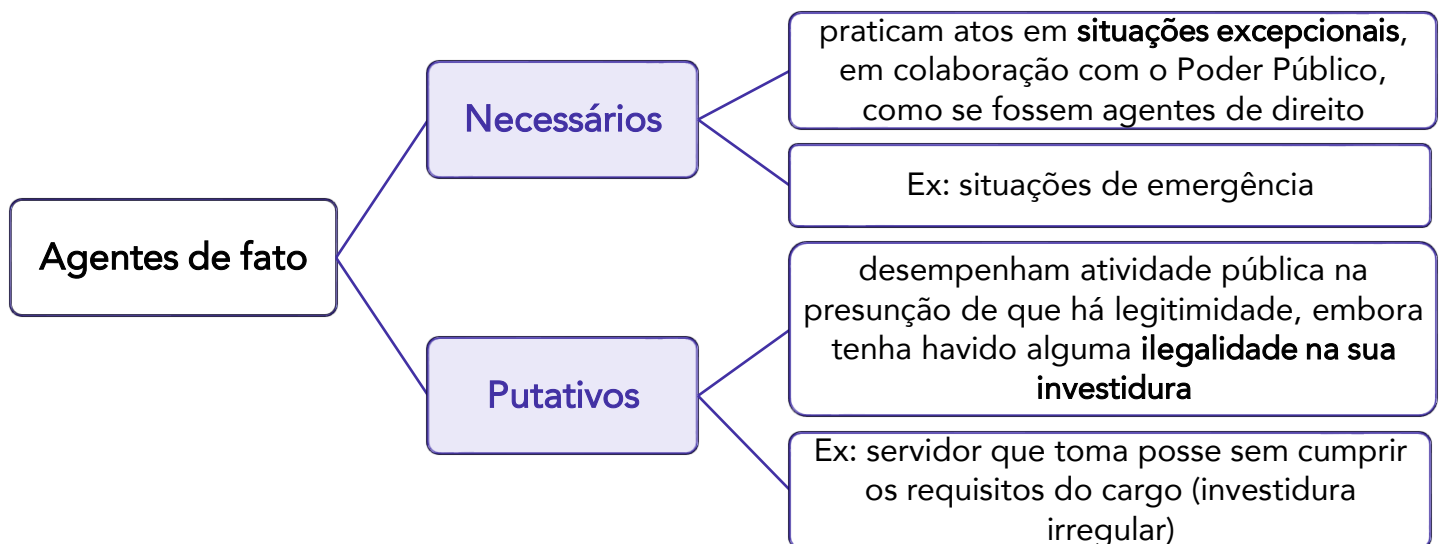 Agentes de fato
Necessários
praticam atos em situações excepcionais,
em colaboração com o Poder Público,
como se fossem agentes de direito
Ex: situações de emergência
Putativos
desempenham atividade pública na
presunção de que há legitimidade, embora
tenha havido alguma ilegalidade na sua
investidura
Ex: servidor que toma posse sem cumprir
os requisitos do cargo (investidura
irregular)